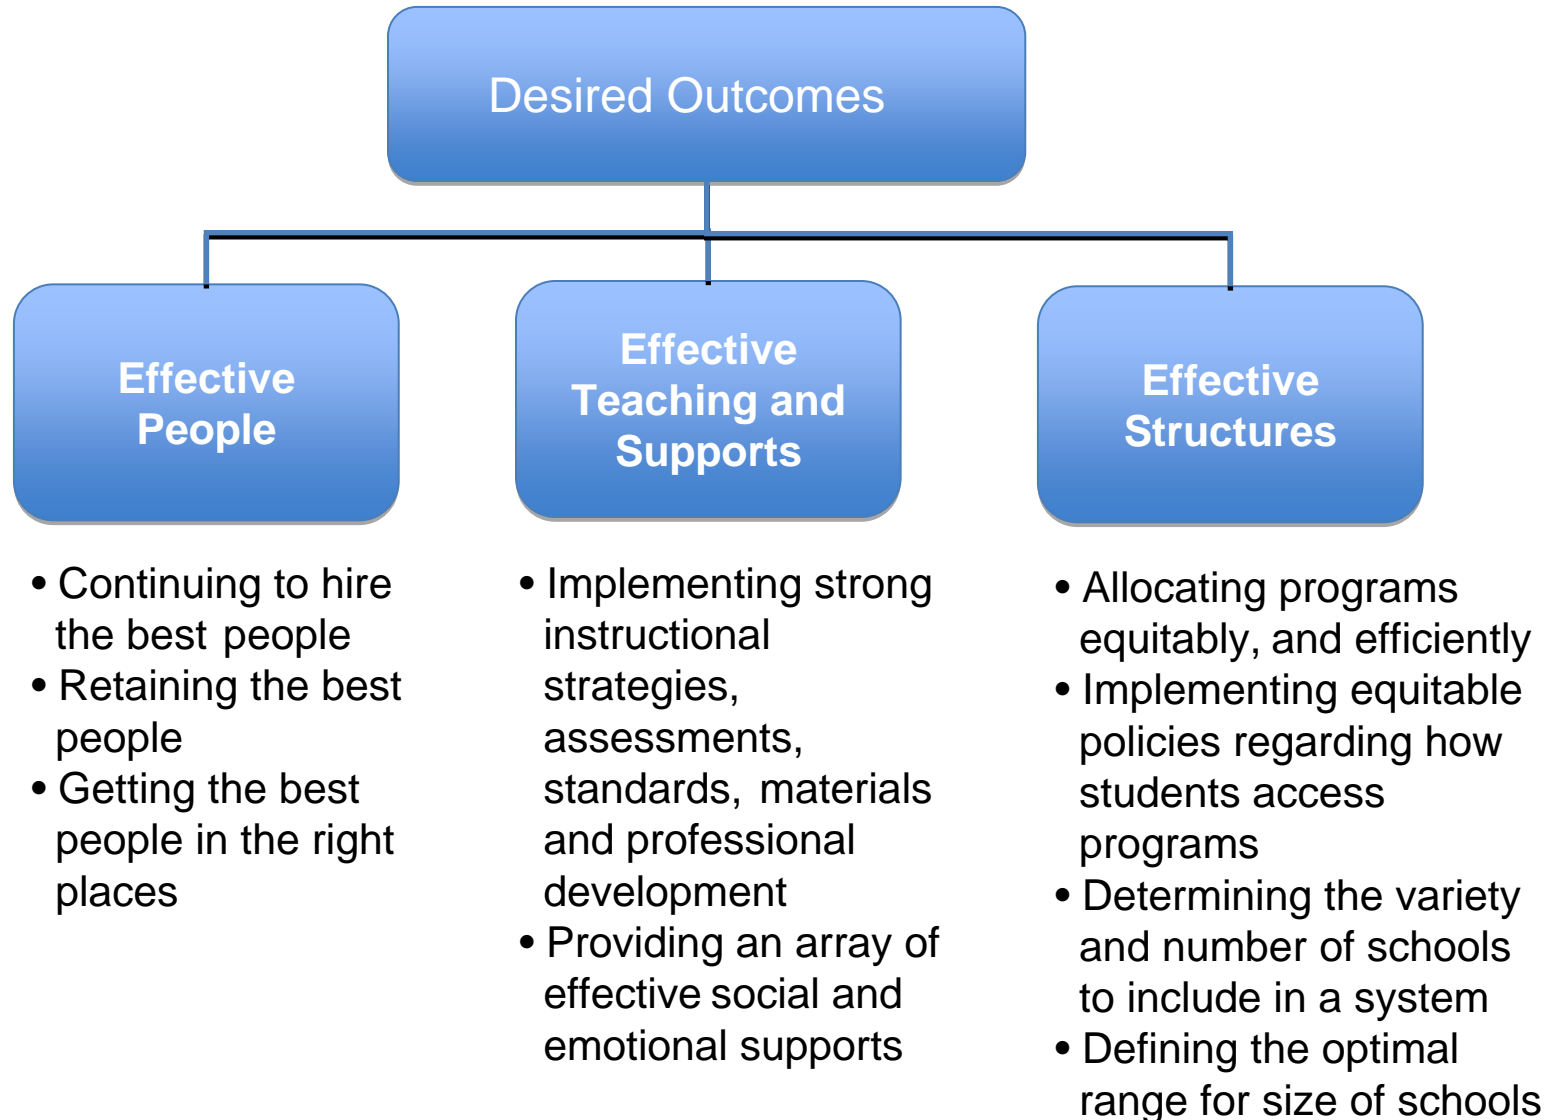 Desired Outcomes
Effective
People
• Continuing to hire
the best people
• Retaining the best
people
• Getting the best
people in the right
places
Effective
Teaching and
Supports
• Implementing strong
instructional
strategies,
assessments,
standards, materials
and professional
development
• Providing an array of
effective social and
emotional supports
Effective
Structures
• Allocating programs
equitably, and efficiently
• Implementing equitable
policies regarding how
students access
programs
• Determining the variety
and number of schools
to include in a system
• Defining the optimal
range for size of schools